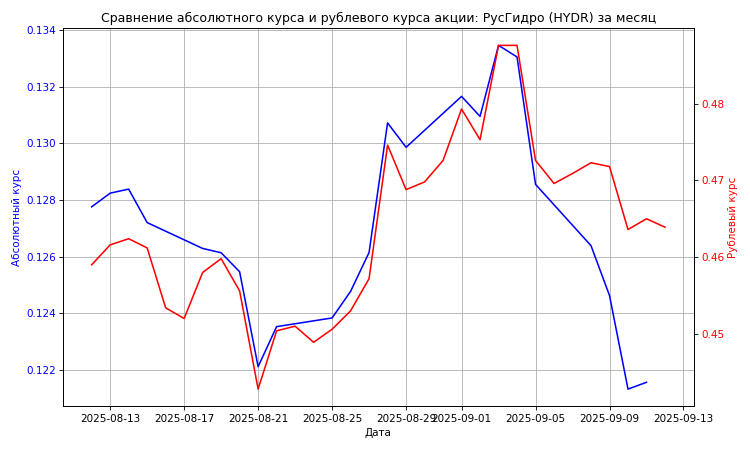 Сравнение абсолютного курса и рублевого курса акции: РусГидро (HYDR) за месяц
Абсолютный курс
0.134
0.132
0.130
0.128
0.126
0.124
0.122
0.48
0.47
0.46
0.45
Рублевый курс
2025-08-13 2025-08-17 2025-08-21 2025-08-25 2025-08-29 2025-09-01 2025-09-05 2025-09-09 2025-09-13
Дата